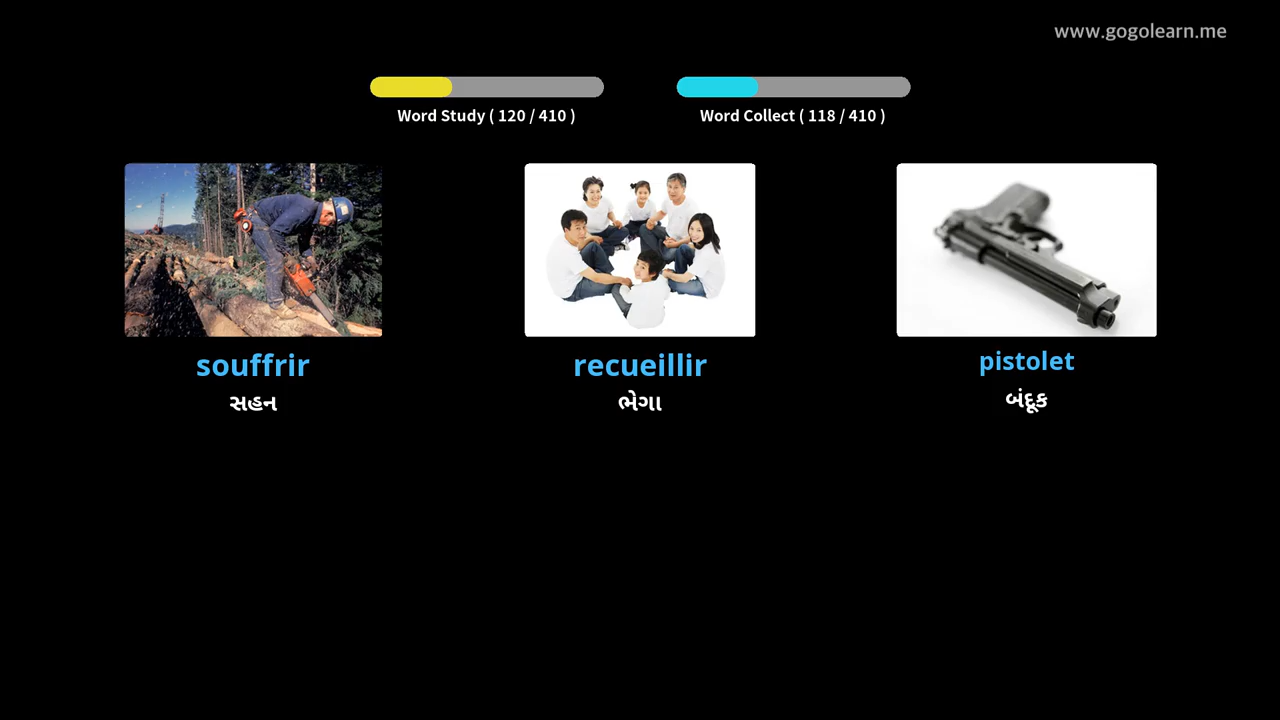 www.gogolearn.me
Word Study ( 120 / 410 )
Word Collect ( 118 / 410 )
souffrir
recueillir
pistolet
સહન
ભેગા
બંદૂક